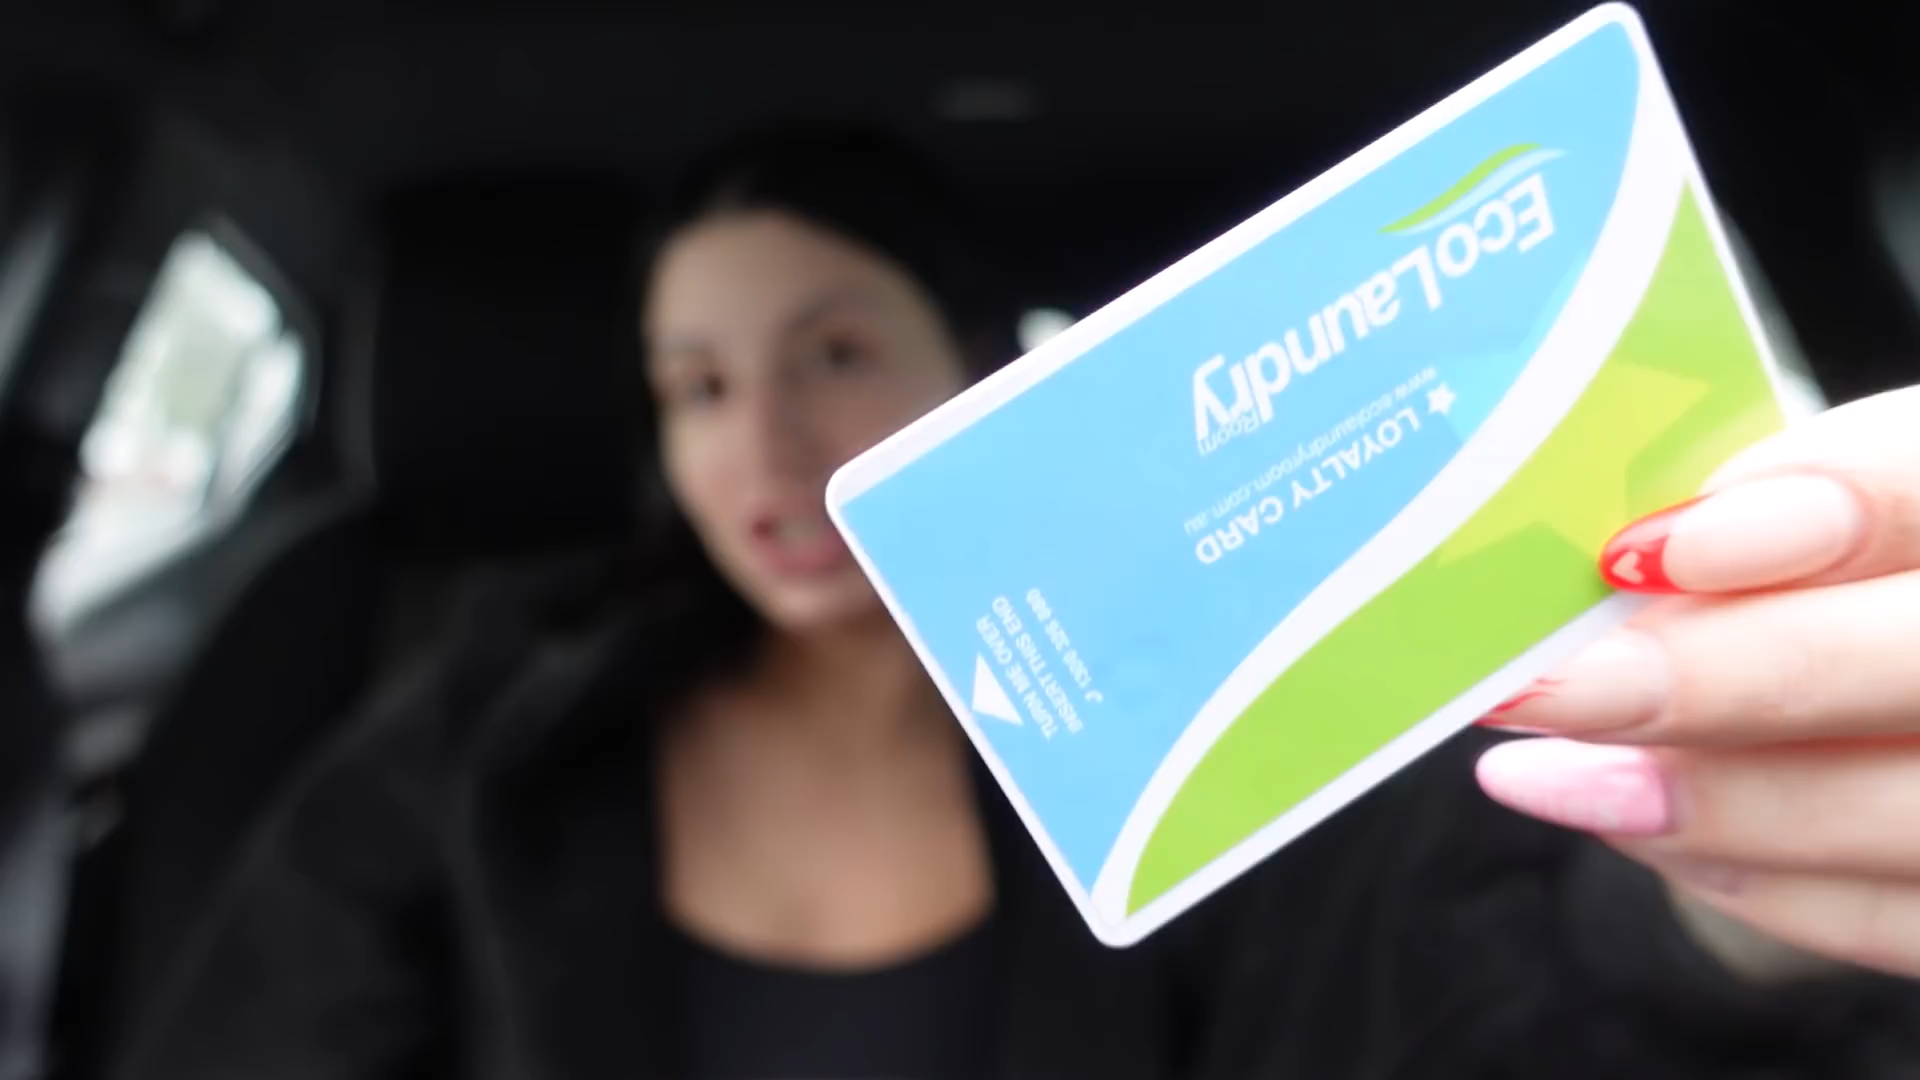 EcoLaundry
Room
★ LOYALTY CARD
www.ecolaundryroom.com.au
TURN ME OVER
INSERT THIS END